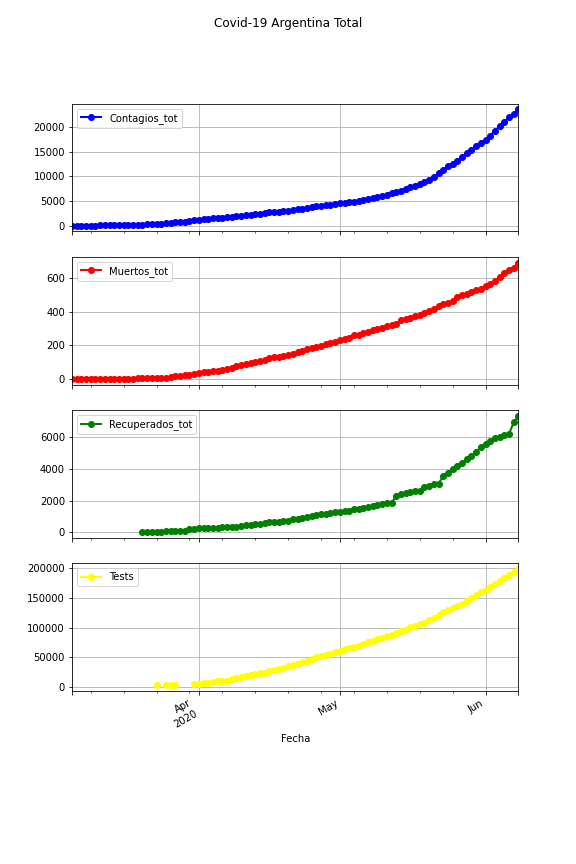 Covid-19 Argentina Total
Contagios_tot
20000
15000
10000
5000
0
Muertos_tot
600
400
200
0
Recuperados_tot
6000
4000
2000
0
Tests
200000
150000
100000
50000
0
Apr
2020
May
Jun
Fecha